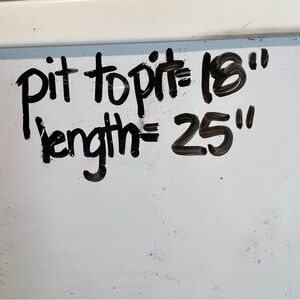 pit to pit= 18"
length= 25"